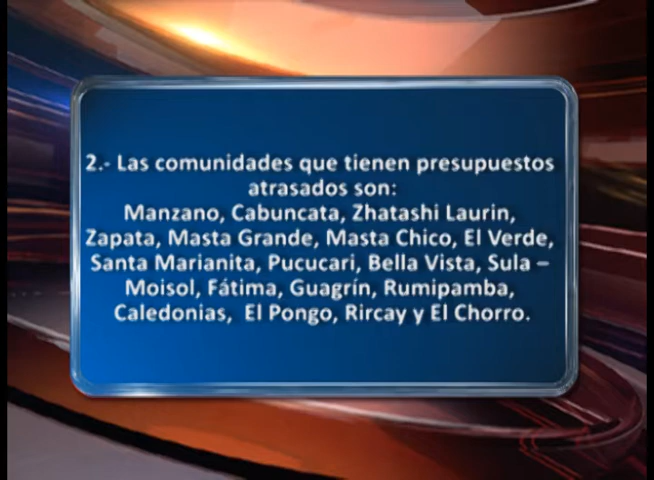 2.- Las comunidades que tienen presupuestos
atrasados son:
Manzano, Cabuncata, Zhatashi Laurin,
Zapata, Masta Grande, Masta Chico, El Verde,
Santa Marianita, Pucucari, Bella Vista, Sula –
Moisol, Fátima, Guagrín, Rumipamba,
Caledonias, El Pongo, Rircay y El Chorro.